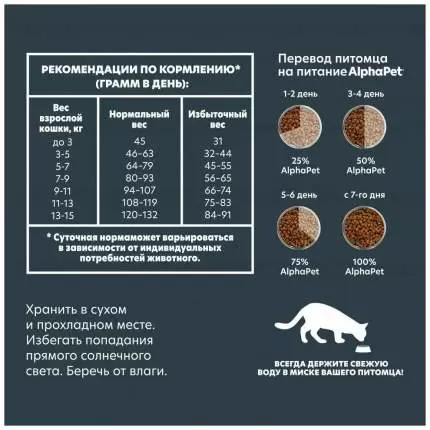 РЕКОМЕНДАЦИИ ПО КОРМЛЕНИЮ*
(ГРАММ В ДЕНЬ):
Вес взрослой кошки, кг Нормальный вес Избыточный вес
до 3 45 31
3-5 46-63 32-44
5-7 64-79 45-55
7-9 80-93 56-65
9-11 94-107 66-74
11-13 108-119 75-83
13-15 120-132 84-91
* Суточная нормаможет варьироваться
в зависимости от индивидуальных
потребностей животного.
Перевод питомца
на питание AlphaPet
1-2 день 3-4 день
25% AlphaPet 50% AlphaPet
5-6 день с 7-го дня
75% AlphaPet 100% AlphaPet
Хранить в сухом
и прохладном месте.
Избегать попадания
прямого солнечного
света. Беречь от влаги.
ВСЕГДА ДЕРЖИТЕ СВЕЖУЮ
ВОДУ В МИСКЕ ВАШЕГО ПИТОМЦА!